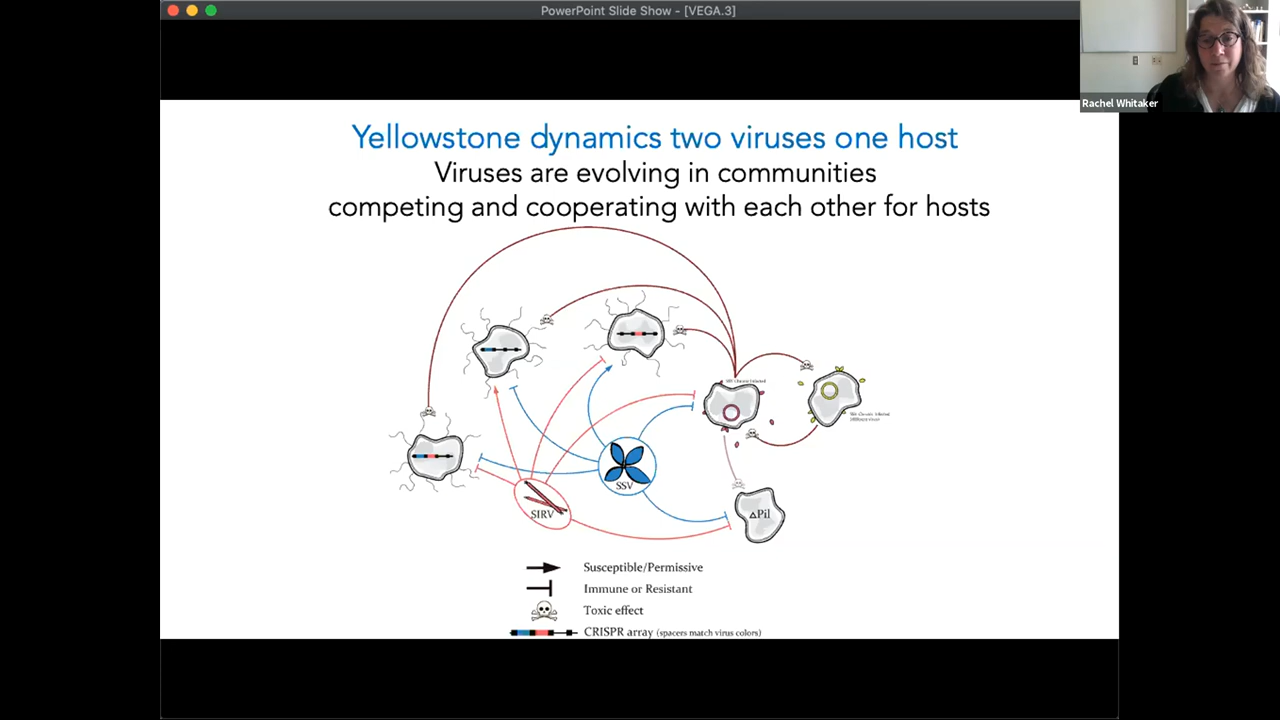 PowerPoint Slide Show - [VEGA.3]
Rachel Whitaker
Yellowstone dynamics two viruses one host
Viruses are evolving in communities
competing and cooperating with each other for hosts
SSV
SIRV
ΔPil
Susceptible/Permissive
Immune or Resistant
Toxic effect
CRISPR array (spacers match virus colors)